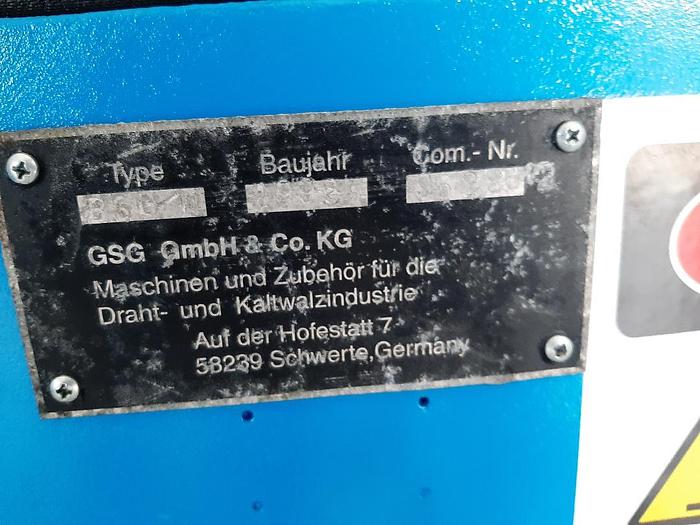 Type Baujahr Com.- Nr.
GSG GmbH & Co. KG
Maschinen und Zubehör für die
Draht- und Kaltwalzindustrie
Auf der Hofestatt 7
58239 Schwerte, Germany